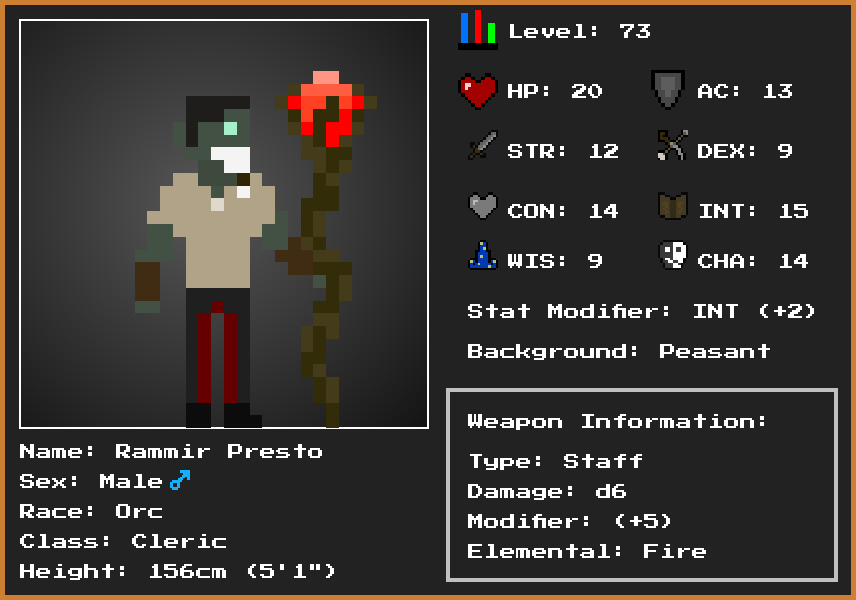 Level: 73
HP: 20 AC: 13
STR: 12 DEX: 9
CON: 14 INT: 15
WIS: 9 CHA: 14
Stat Modifier: INT (+2)
Background: Peasant
Weapon Information:
Type: Staff
Damage: d6
Modifier: (+5)
Elemental: Fire
Name: Rammir Presto
Sex: Male♂
Race: Orc
Class: Cleric
Height: 156cm (5'1")